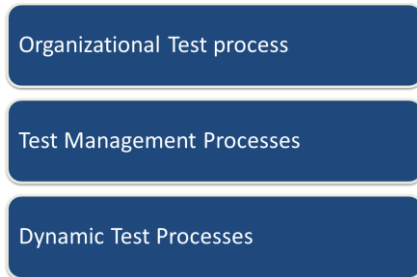 Organizational Test process
Test Management Processes
Dynamic Test Processes